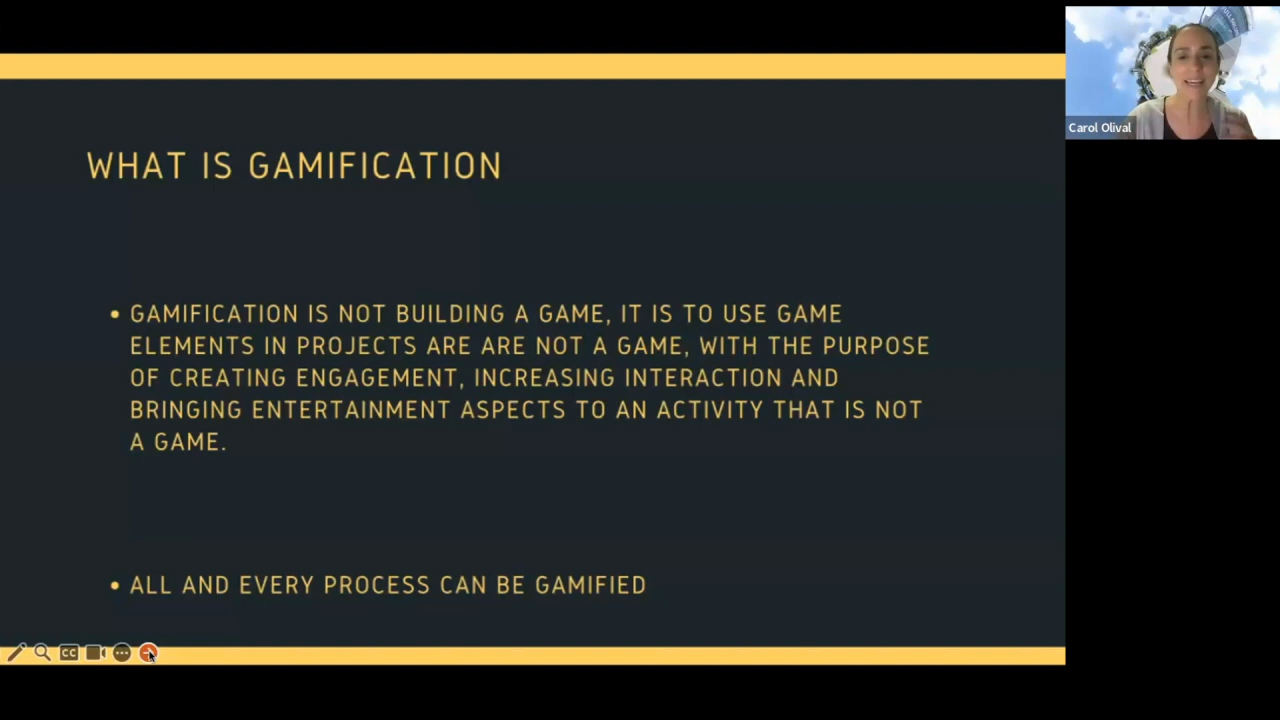 WHAT IS GAMIFICATION
• GAMIFICATION IS NOT BUILDING A GAME, IT IS TO USE GAME
ELEMENTS IN PROJECTS ARE ARE NOT A GAME, WITH THE PURPOSE
OF CREATING ENGAGEMENT, INCREASING INTERACTION AND
BRINGING ENTERTAINMENT ASPECTS TO AN ACTIVITY THAT IS NOT
A GAME.
• ALL AND EVERY PROCESS CAN BE GAMIFIED
CC
Carol Olival